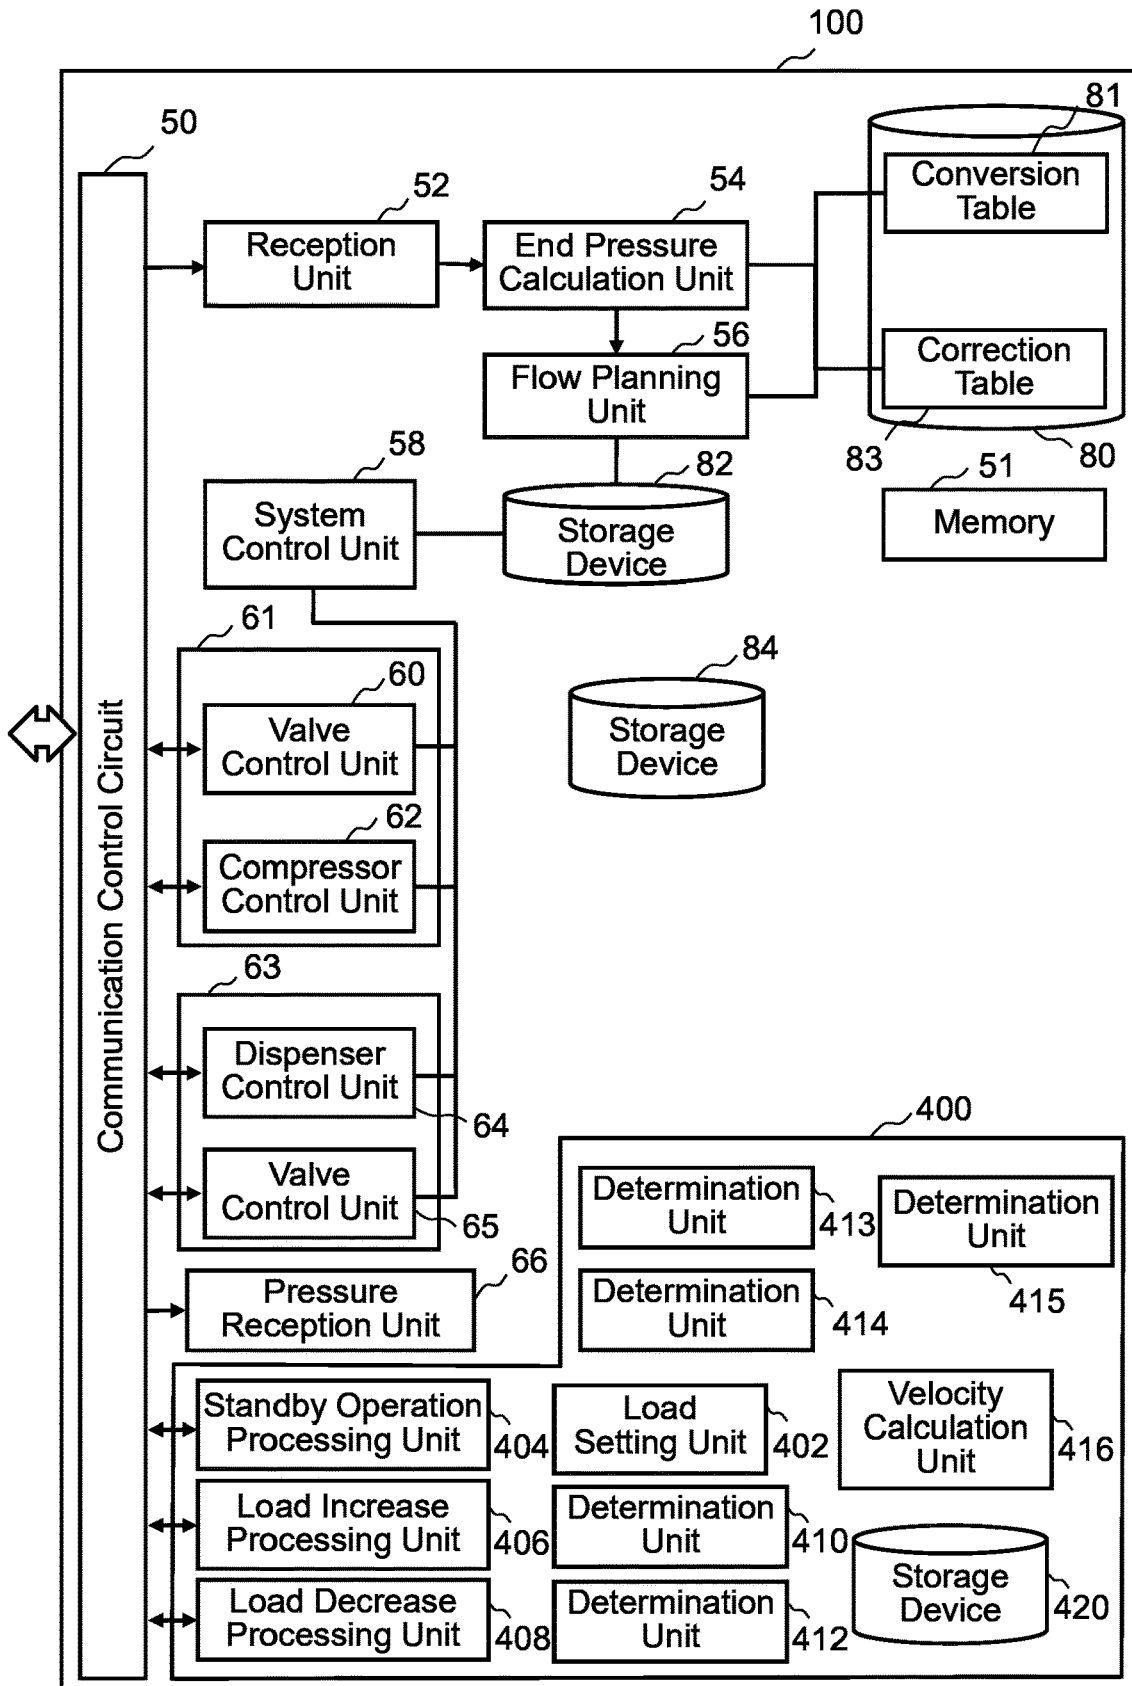 100
50
81
Conversion
Table
52
Reception
Unit
54
End Pressure
Calculation Unit
56
Flow Planning
Unit
Correction
Table
83
80
58
System
Control Unit
82
Storage
Device
51
Memory
61
60
Valve
Control Unit
84
Storage
Device
62
Compressor
Control Unit
Communication Control Circuit
63
Dispenser
Control Unit
64
Valve
Control Unit
65
66
Pressure
Reception Unit
400
Determination
Unit
413
Determination
Unit
415
Determination
Unit
414
Standby Operation
Processing Unit
404
Load
Setting Unit
402
Velocity
Calculation
Unit
416
Load Increase
Processing Unit
406
Determination
Unit
410
Storage
Device
420
Load Decrease
Processing Unit
408
Determination
Unit
412